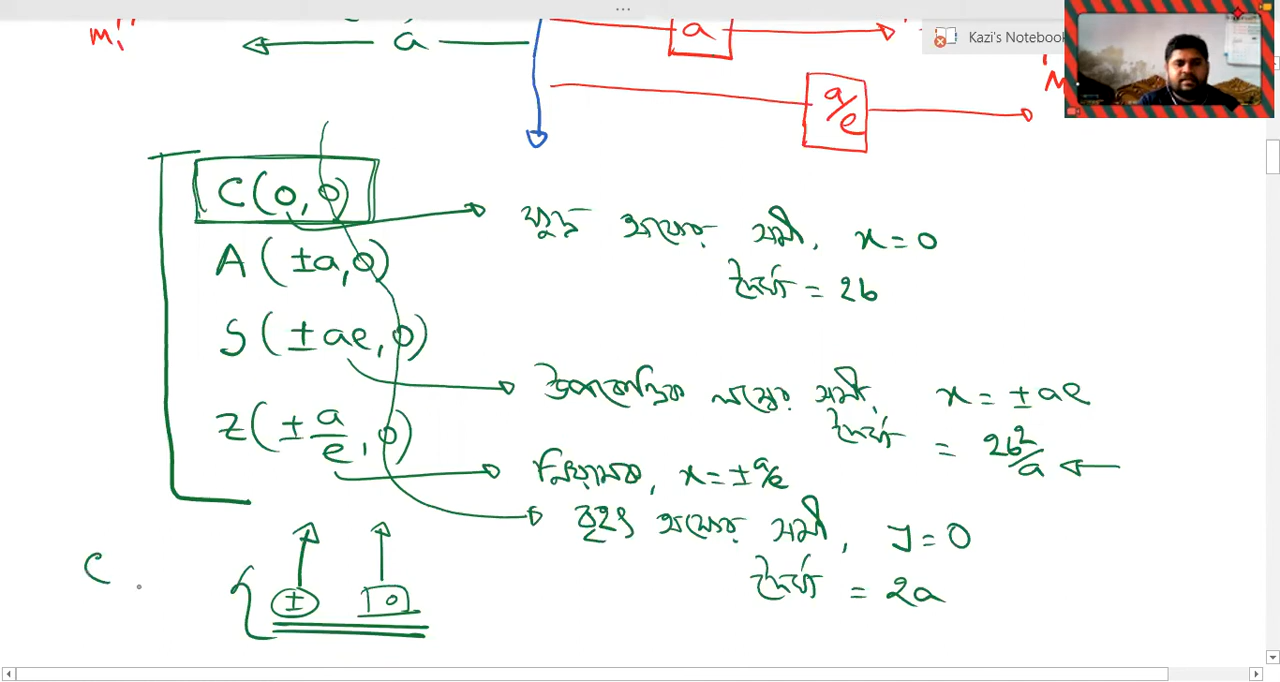 ...
m₁"
a
a
Kazi's Notebook
a/e
M
C(0,0)
ক্ষুদ্র অক্ষের সমী, x = 0
দৈর্ঘ্য = 2b
A(±a,0)
S(±ae,0)
উপকেন্দ্রিক লম্বের সমী, x = ±ae
দৈর্ঘ্য = 2b²/a
Z(±a/e,0)
নিয়ামক, x = ±a/e
বৃহৎ অক্ষের সমী, y = 0
দৈর্ঘ্য = 2a
C
± 0